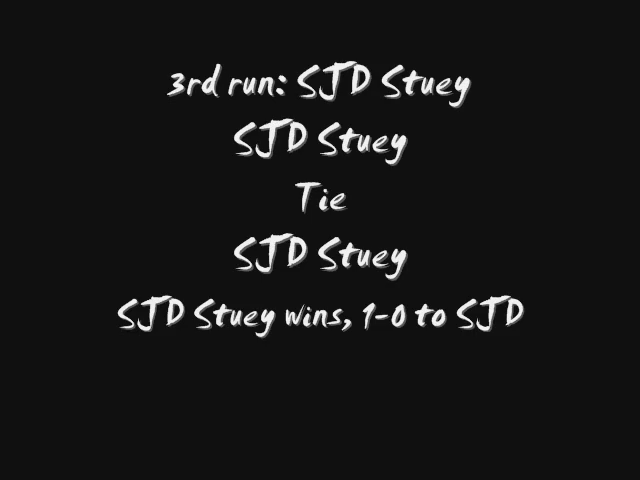 3rd run: SJD Stuey
SJD Stuey
Tie
SJD Stuey
SJD Stuey wins, 1-0 to SJD